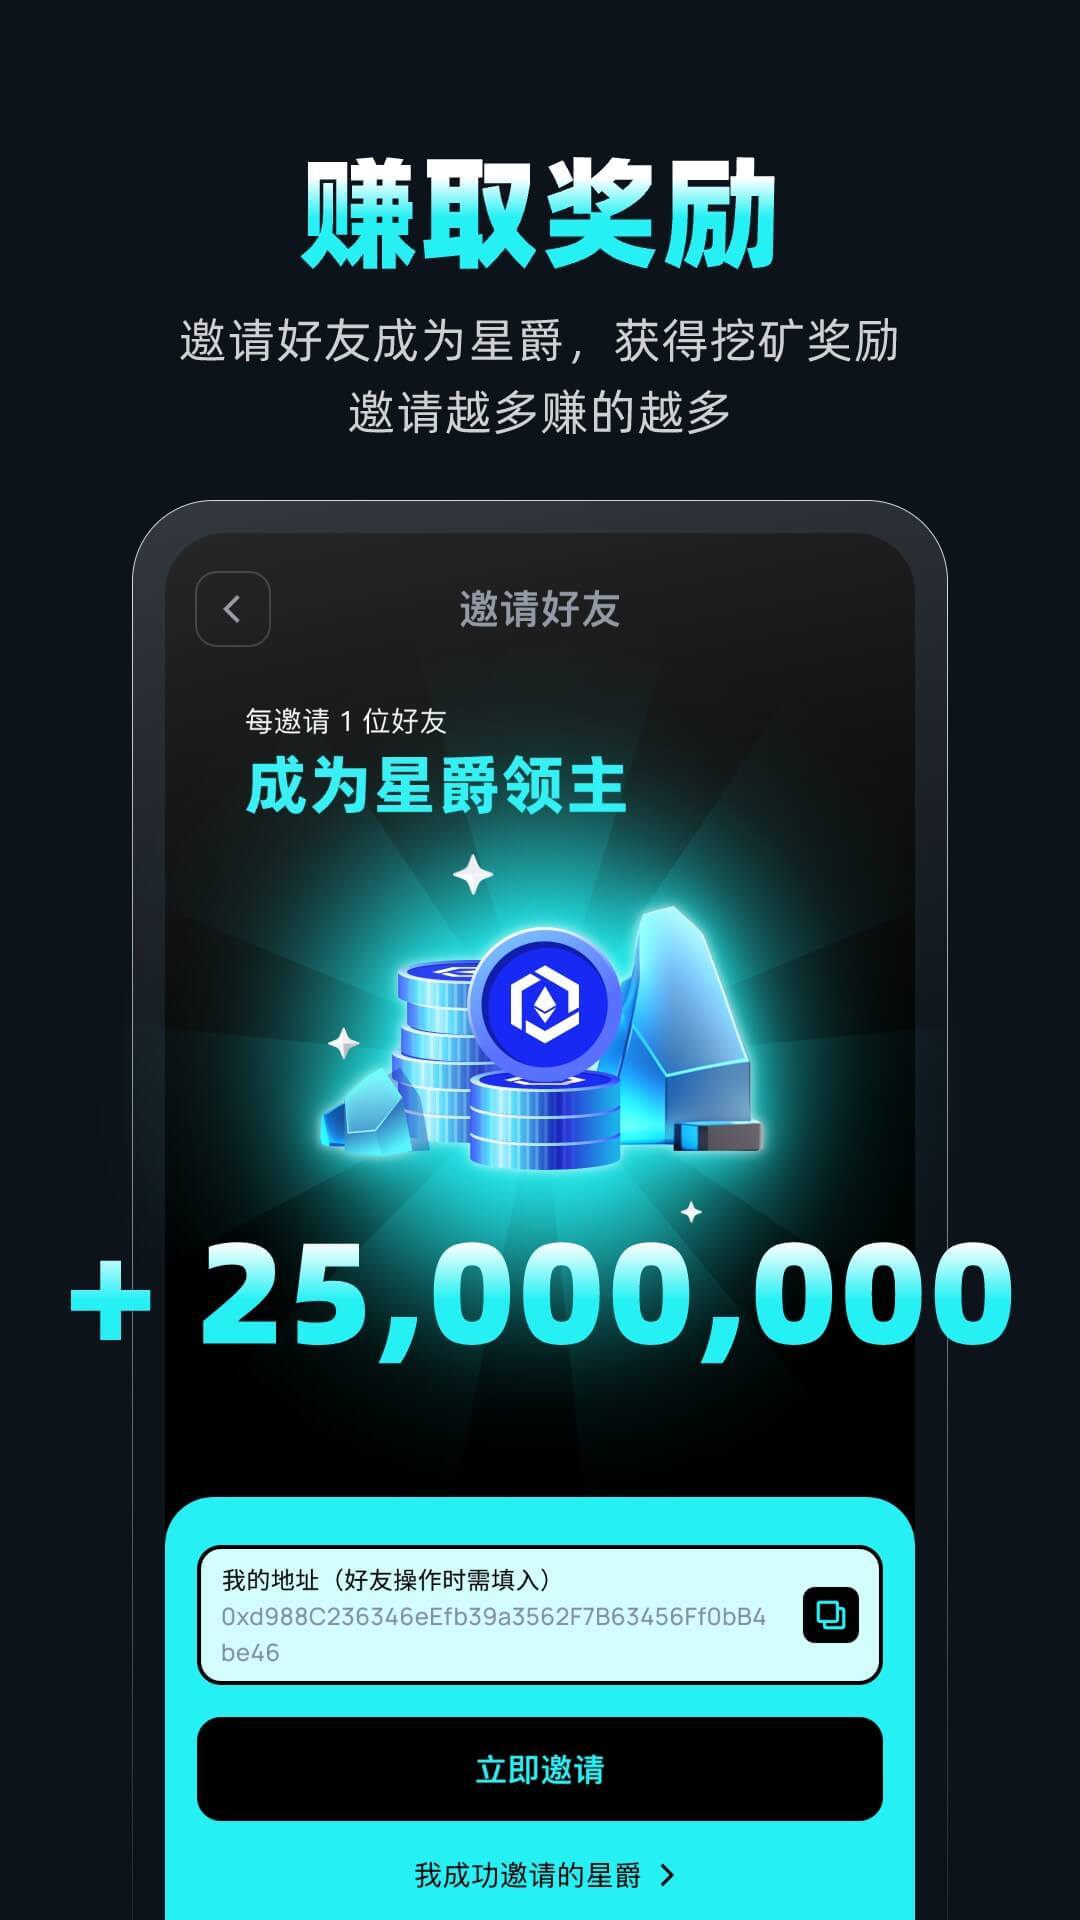 赚取奖励
邀请好友成为星爵，获得挖矿奖励
邀请越多赚的越多
邀请好友
每邀请 1 位好友
成为星爵领主
+ 25,000,000
我的地址（好友操作时需填入）
0xd988C236346eEfb39a3562F7B63456Ff0bB4
be46
立即邀请
我成功邀请的星爵 >